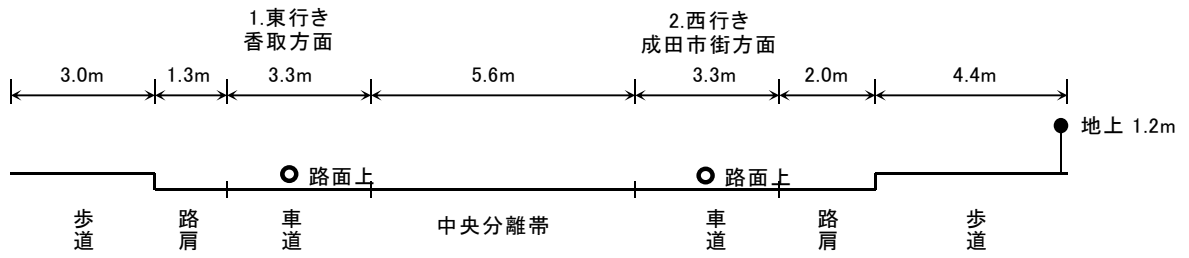 1.東行き
香取方面
2.西行き
成田市街方面
3.0m 1.3m 3.3m 5.6m 3.3m 2.0m 4.4m
地上 1.2m
路面上 路面上
歩道 路肩 車道 中央分離帯 車道 路肩 歩道